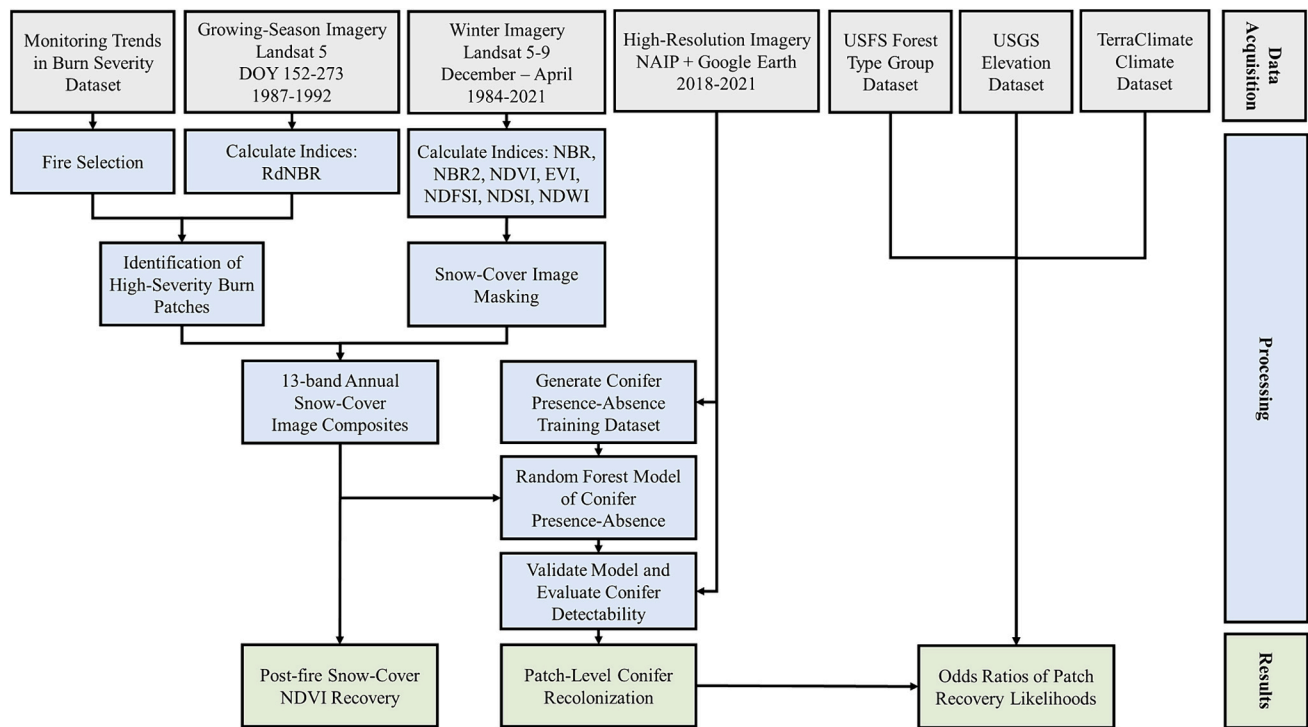 Monitoring Trends
in Burn Severity
Dataset
Growing-Season Imagery
Landsat 5
DOY 152-273
1987-1992
Winter Imagery
Landsat 5-9
December – April
1984-2021
High-Resolution Imagery
NAIP + Google Earth
2018-2021
USFS Forest
Type Group
Dataset
USGS
Elevation
Dataset
TerraClimate
Climate
Dataset
Data
Acquisition
Fire Selection
Calculate Indices:
RdNBR
Calculate Indices: NBR,
NBR2, NDVI, EVI,
NDFSI, NDSI, NDWI
Identification of
High-Severity Burn
Patches
Snow-Cover Image
Masking
13-band Annual
Snow-Cover
Image Composites
Generate Conifer
Presence-Absence
Training Dataset
Processing
Random Forest Model
of Conifer
Presence-Absence
Validate Model and
Evaluate Conifer
Detectability
Post-fire Snow-Cover
NDVI Recovery
Patch-Level Conifer
Recolonization
Odds Ratios of Patch
Recovery Likelihoods
Results